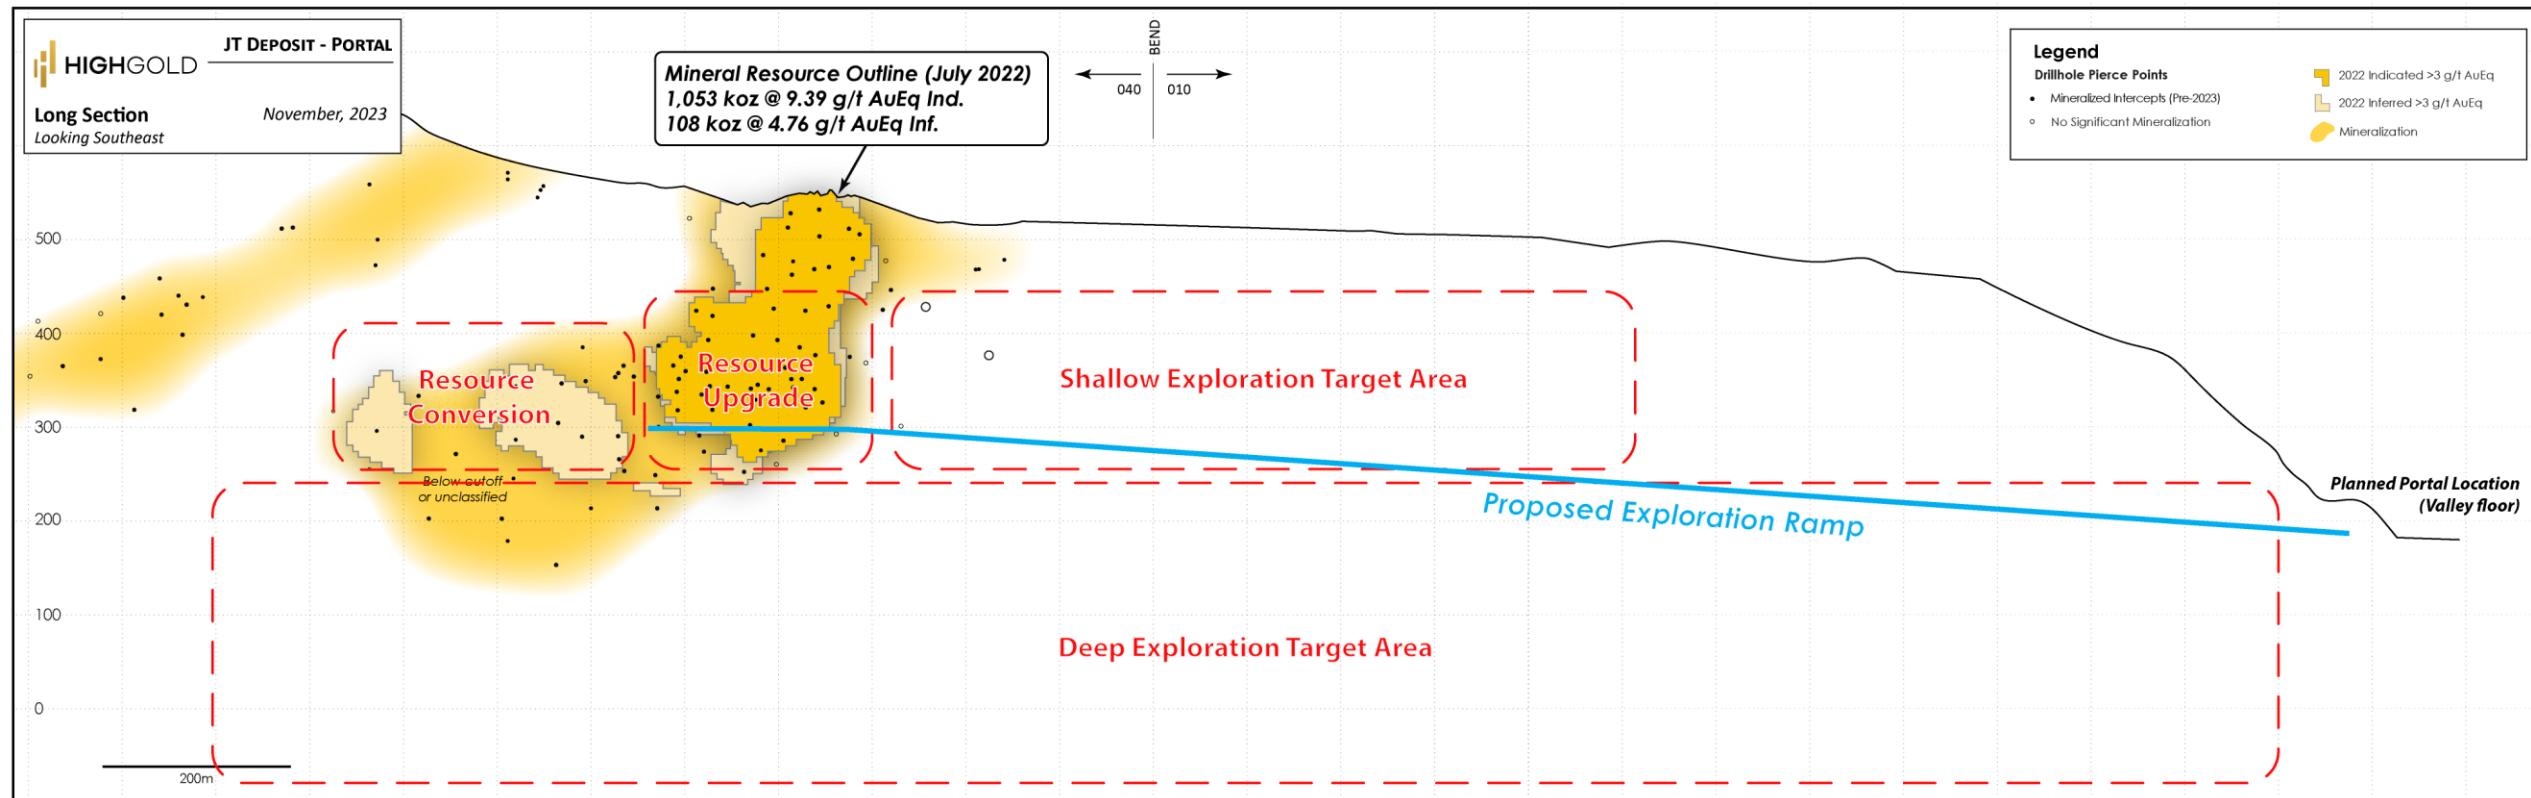 HIGHGOLD
JT DEPOSIT - PORTAL
Long Section
November, 2023
Looking Southeast
Mineral Resource Outline (July 2022)
1,053 koz @ 9.39 g/t AuEq Ind.
108 koz @ 4.76 g/t AuEq Inf.
BEND
040
010
Legend
Drillhole Pierce Points
Mineralized Intercepts (Pre-2023)
No Significant Mineralization
2022 Indicated >3 g/t AuEq
2022 Inferred >3 g/t AuEq
Mineralization
500
400
300
200
100
0
Resource
Conversion
Resource
Upgrade
Shallow Exploration Target Area
Below cutoff
or unclassified
Proposed Exploration Ramp
Planned Portal Location
(Valley floor)
Deep Exploration Target Area
200m